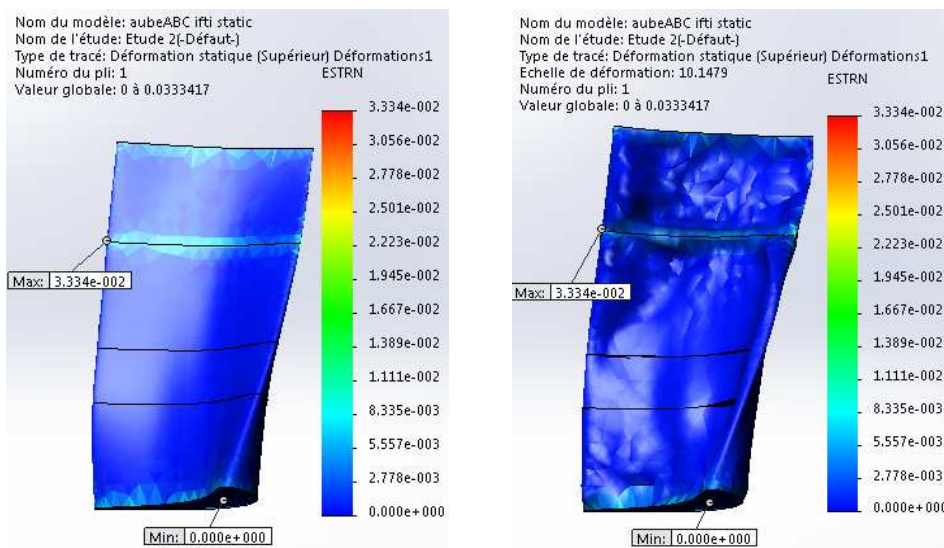 Nom du modèle: aubeABC ifti static
Nom de l'étude: Etude 2(-Défaut-)
Type de tracé: Déformation statique (Supérieur) Déformations1
Numéro du pli: 1
Valeur globale: 0 à 0.0333417
ESTRN
3.334e-002
3.056e-002
2.778e-002
2.501e-002
2.223e-002
1.945e-002
1.667e-002
1.389e-002
1.111e-002
8.335e-003
5.557e-003
2.778e-003
0.000e+000
Max: 3.334e-002
Min: 0.000e+000
Nom du modèle: aubeABC ifti static
Nom de l'étude: Etude 2(-Défaut-)
Type de tracé: Déformation statique (Supérieur) Déformations1
Echelle de déformation: 10.1479
Numéro du pli: 1
Valeur globale: 0 à 0.0333417
ESTRN
3.334e-002
3.056e-002
2.778e-002
2.501e-002
2.223e-002
1.945e-002
1.667e-002
1.389e-002
1.111e-002
8.335e-003
5.557e-003
2.778e-003
0.000e+000
Max: 3.334e-002
Min: 0.000e+000